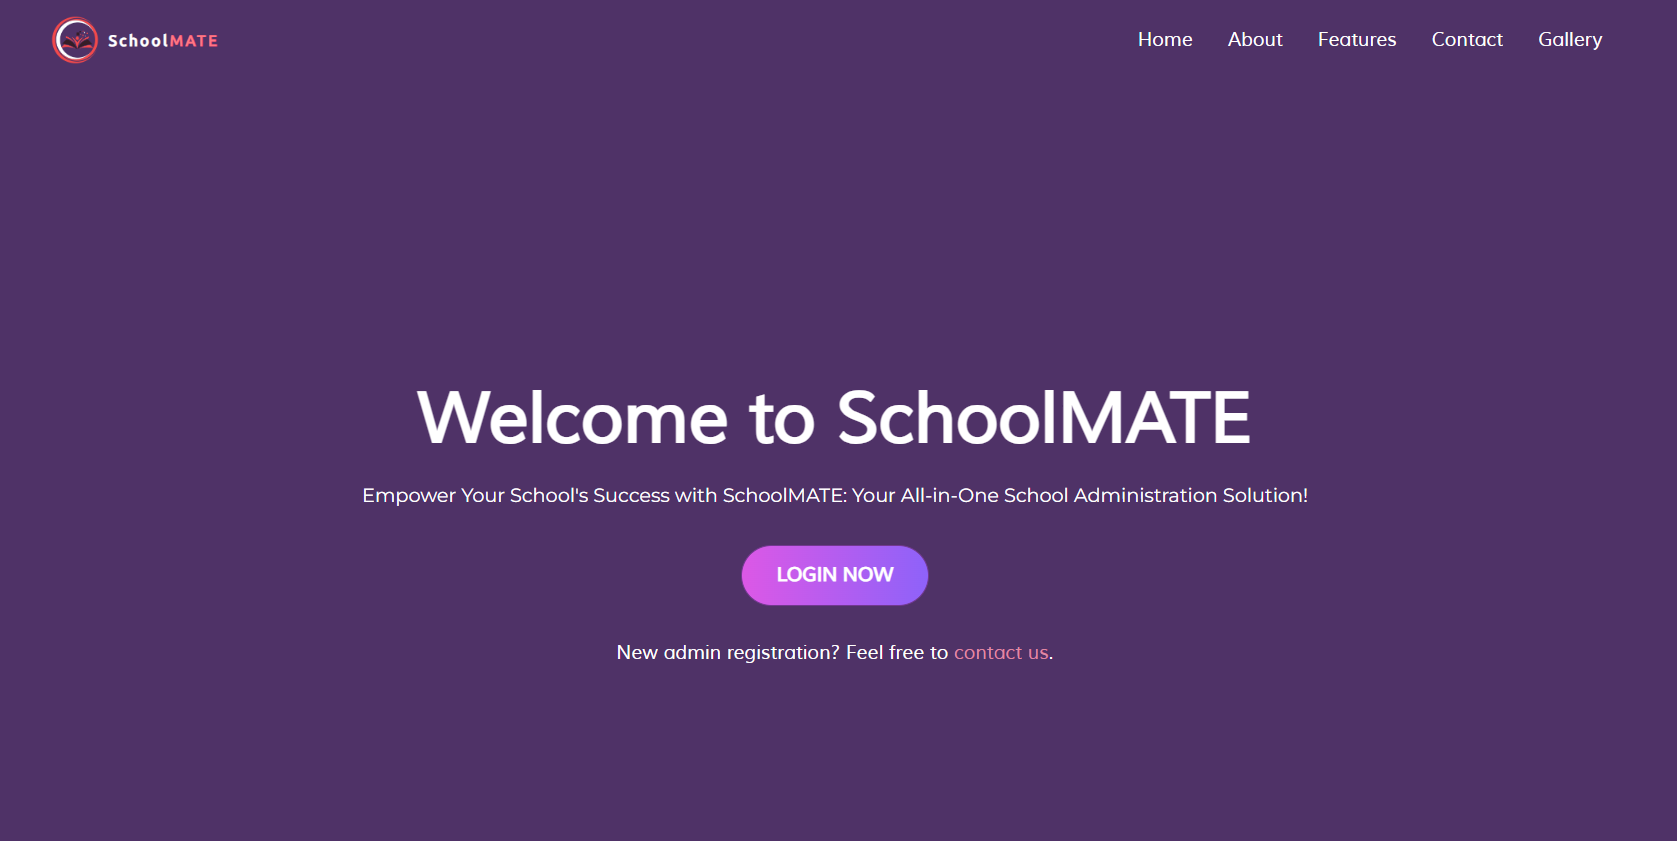 SchoolMATE
Home About Features Contact Gallery
Welcome to SchoolMATE
Empower Your School's Success with SchoolMATE: Your All-in-One School Administration Solution!
LOGIN NOW
New admin registration? Feel free to contact us.